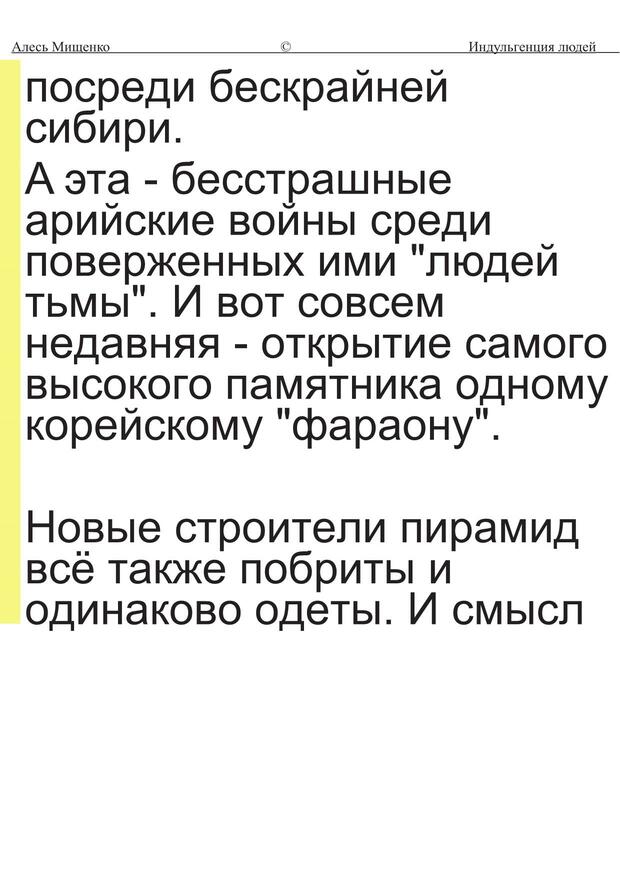 Алесь Мищенко © Индульгенция людей
посреди бескрайней
сибири.
А эта - бесстрашные
арийские войны среди
поверженных ими "людей
тьмы". И вот совсем
недавняя - открытие самого
высокого памятника одному
корейскому "фараону".
Новые строители пирамид
всё также побриты и
одинаково одеты. И смысл